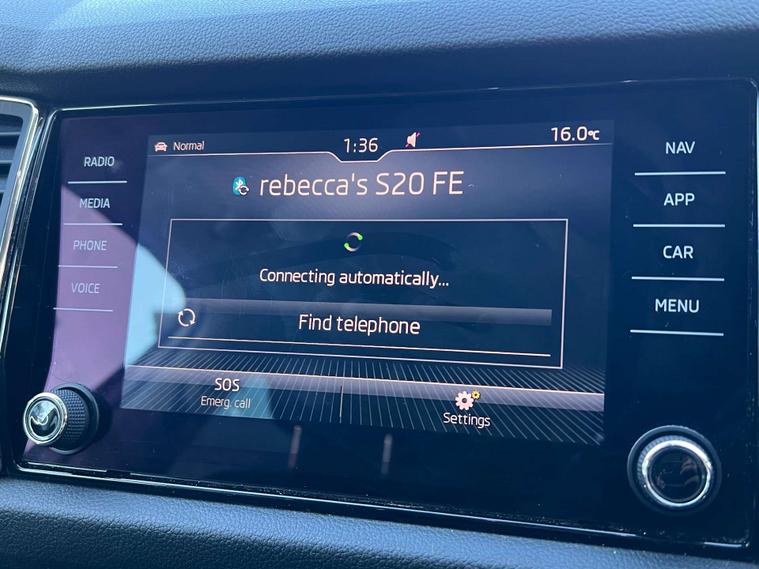 Normal
1:36
16.0°C
rebecca's S20 FE
Connecting automatically...
Find telephone
SOS
Emerg. call
Settings
RADIO
MEDIA
PHONE
VOICE
NAV
APP
CAR
MENU